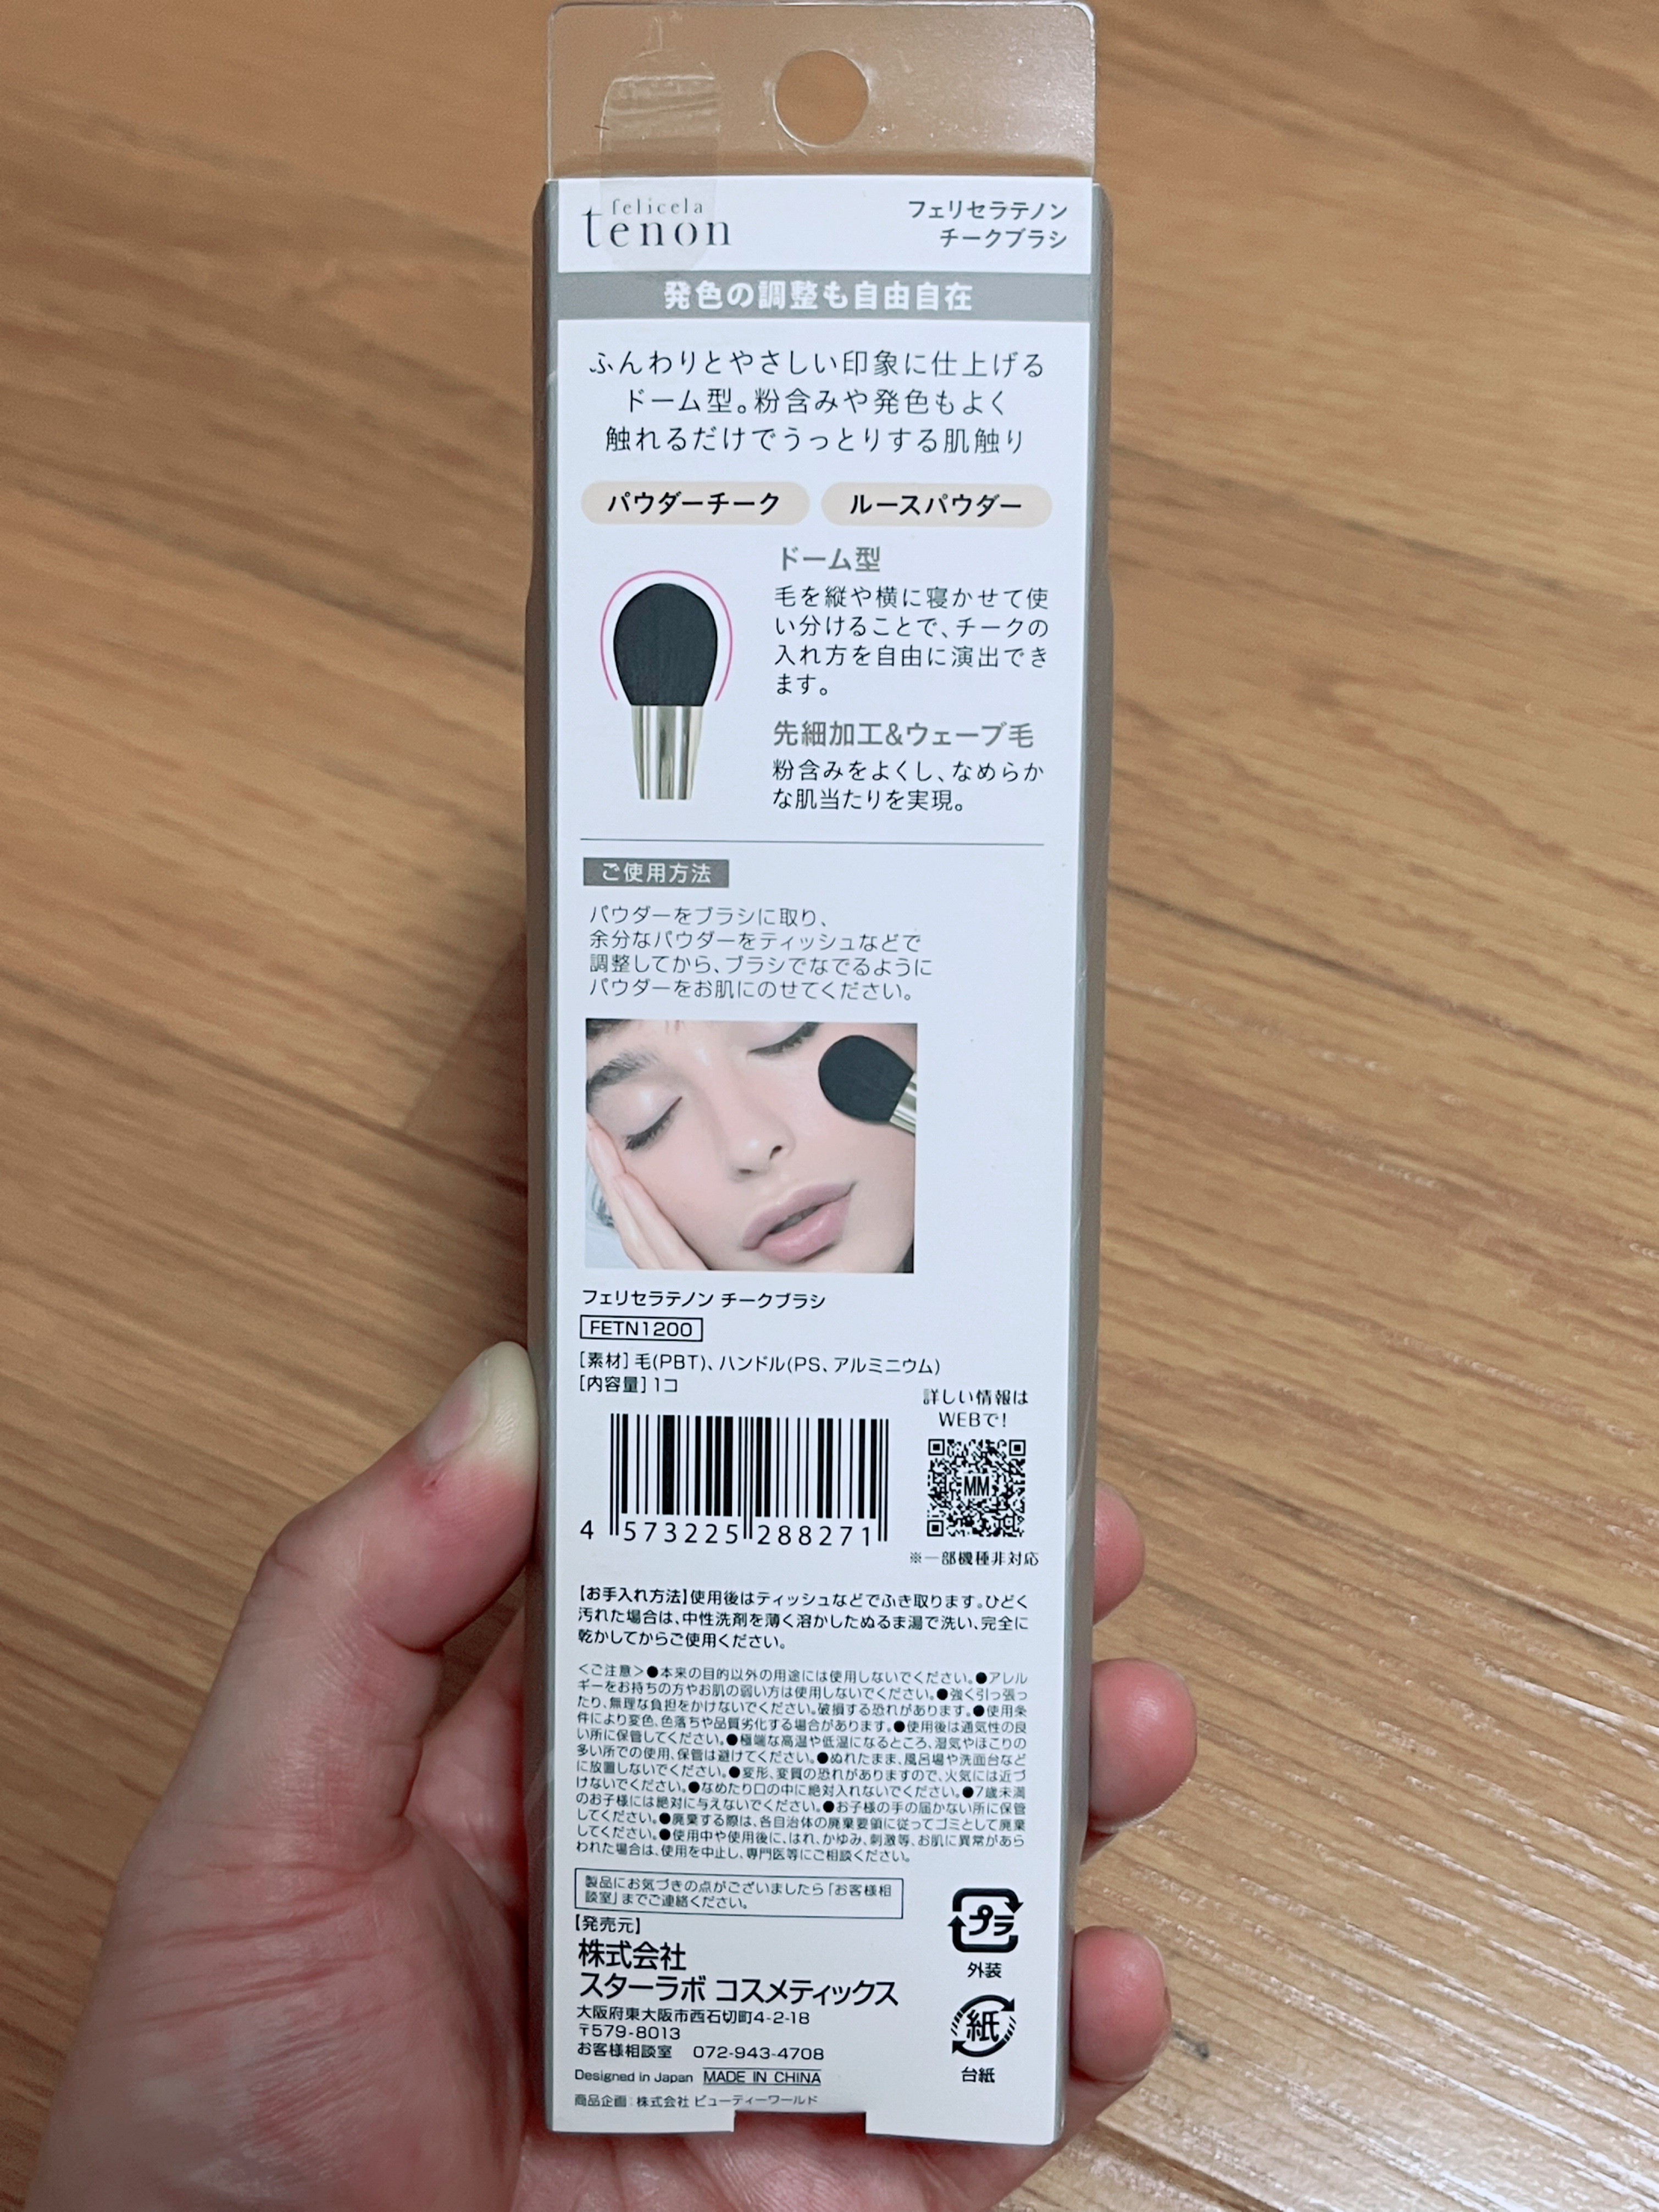 felicela
tenon
フェリセラテノン
チークブラシ
発色の調整も自由自在
ふんわりとやさしい印象に仕上げる
ドーム型。粉含みや発色もよく
触れるだけでうっとりする肌触り
パウダーチーク
ルースパウダー
ドーム型
毛を縦や横に寝かせて使
い分けることで、チークの
入れ方を自由に演出でき
ます。
先細加工&ウェーブ毛
粉含みをよくし、なめらか
な肌当たりを実現。
ご使用方法
パウダーをブラシに取り、
余分なパウダーをティッシュなどで
調整してから、ブラシでなでるように
パウダーをお肌にのせてください。
フェリセラテノン チークブラシ
FETN1200
[素材]毛(PBT)、ハンドル(PS、アルミニウム)
[内容量]1コ
詳しい情報は
WEBで!
MM
4 573225 288271
※一部機種非対応
【お手入れ方法】使用後はティッシュなどでふき取ります。ひどく
汚れた場合は、中性洗剤を薄く溶かしたぬるま湯で洗い、完全に
乾かしてからご使用ください。
<ご注意>●本来の目的以外の用途には使用しないでください。●アレル
ギーをお持ちの方やお肌の弱い方は使用しないでください。●強く引っ張っ
たり、無理な負担をかけないでください。破損する恐れがあります。●使用条
件により変色、色落ちや品質劣化する場合があります。●使用後は通気性の良
い所に保管してください。●極端な高温や低温になるところ、湿気やほこりの
多い所での使用、保管は避けてください。●ぬれたまま、風呂場や洗面台など
に放置しないでください。●変形、変質の恐れがありますので、火気には近づ
けないでください。●なめたり口の中に絶対入れないでください。●7歳未満
のお子様には絶対に与えないでください。●お子様の手の届かない所に保管
してください。●廃棄する際は、各自治体の廃棄要領に従ってゴミとして廃棄
してください。●使用中や使用後に、はれ、かゆみ、刺激等、お肌に異常があら
われた場合は、使用を中止し、専門医等にご相談ください。
製品にお気づきの点がございましたら「お客様相
談室」までご連絡ください。
【発売元】
株式会社
スターラボ コスメティックス
大阪府東大阪市西石切町4-2-18
〒579-8013
お客様相談室 072-943-4708
Designed in Japan MADE IN CHINA
商品企画:株式会社 ビューティーワールド
プラ
外装
紙
台紙